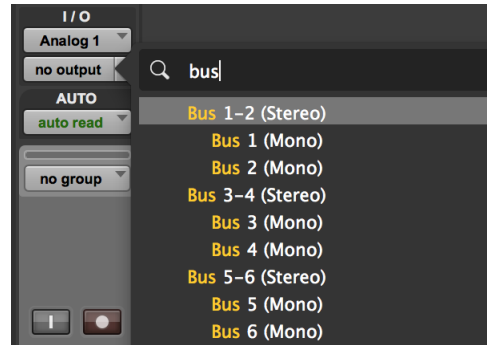 I / O
Analog 1
no output
bus
AUTO
Bus 1-2 (Stereo)
auto read
Bus 1 (Mono)
Bus 2 (Mono)
no group
Bus 3-4 (Stereo)
Bus 3 (Mono)
Bus 4 (Mono)
Bus 5-6 (Stereo)
Bus 5 (Mono)
I
Bus 6 (Mono)